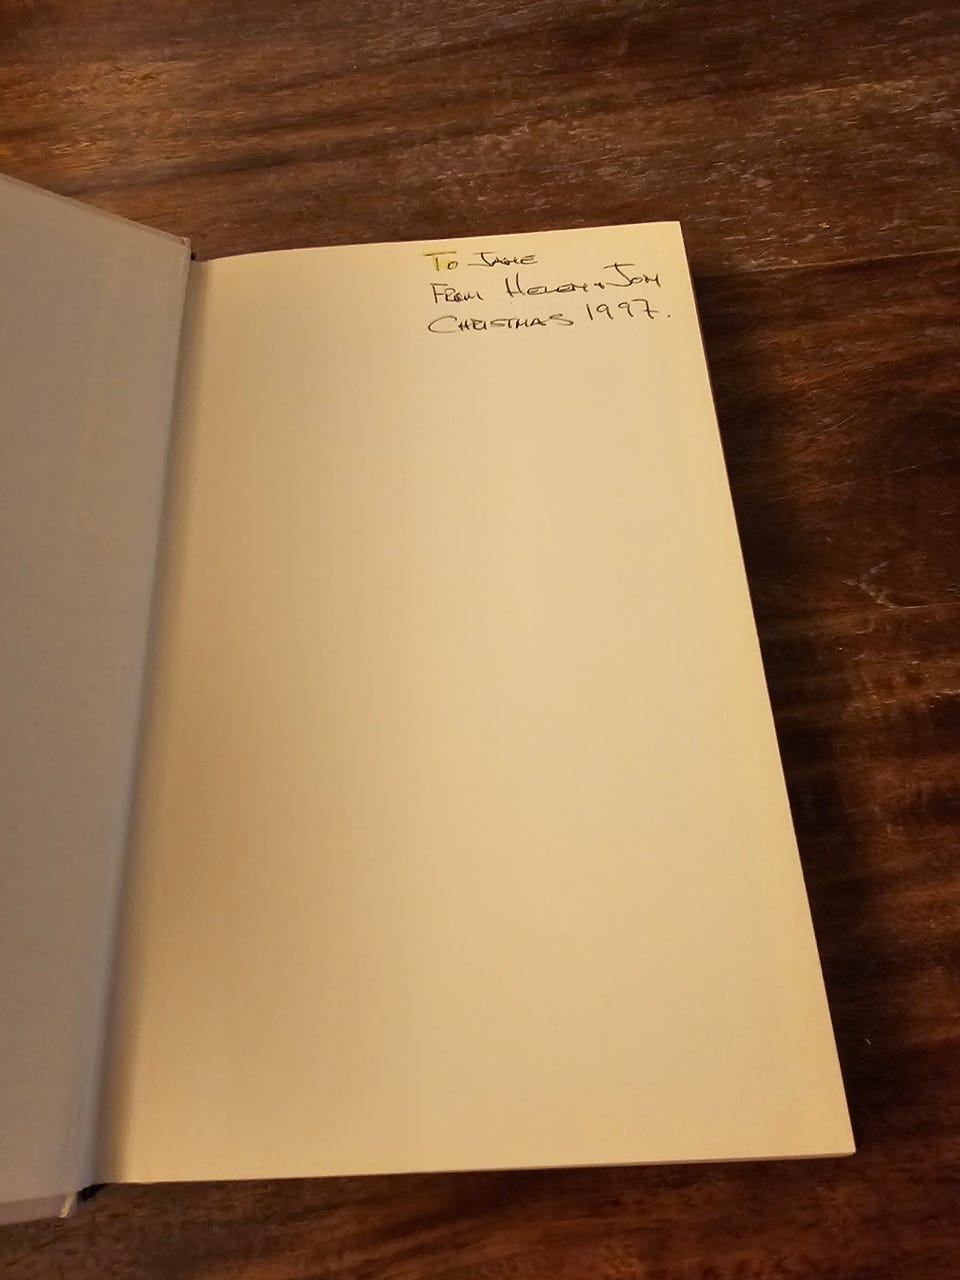 To JANE
FROM HELEN + JON
CHRISTMAS 1997.